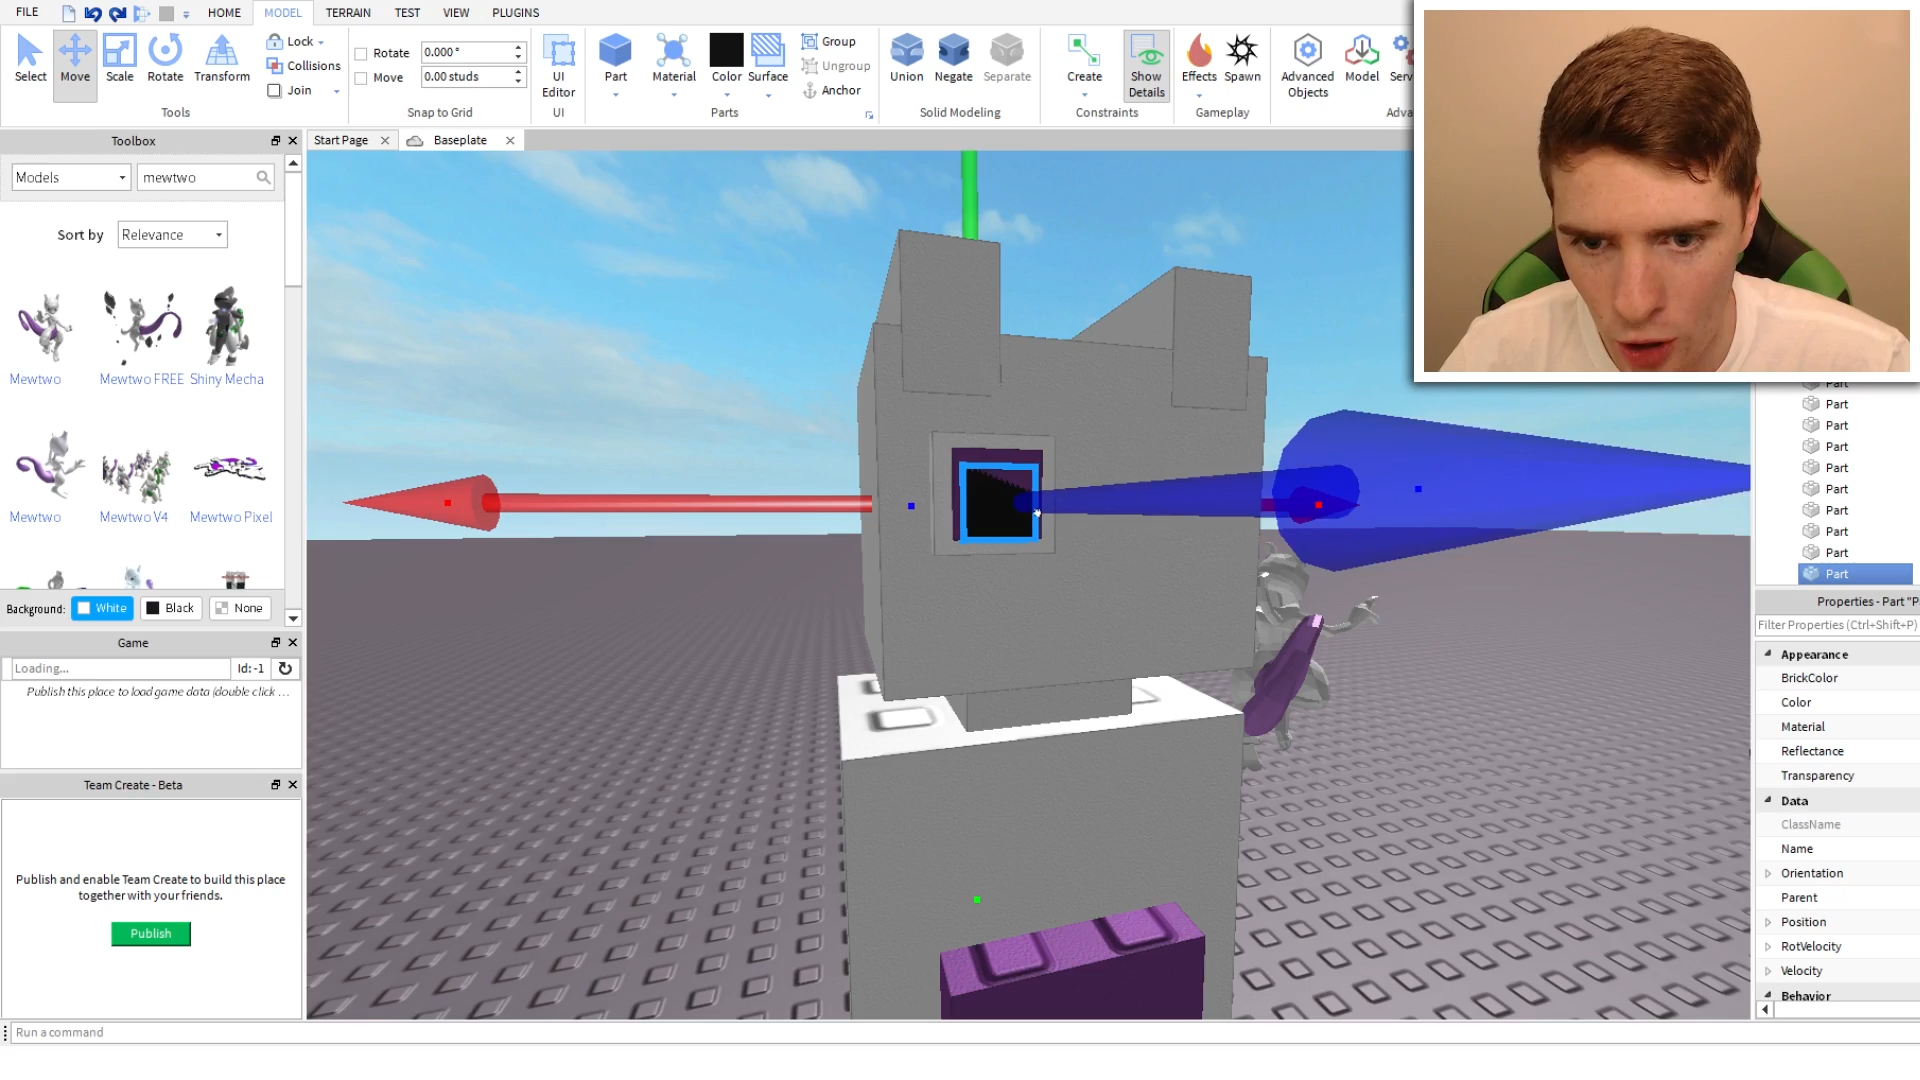 FILE HOME MODEL TERRAIN TEST VIEW PLUGINS
Select Move Scale Rotate Transform
Lock
Collisions
Join
Tools
Rotate 0.000 °
Move 0.00 studs
Snap to Grid
UI Editor
UI
Part Material Color Surface
Group
Ungroup
Anchor
Parts
Union Negate Separate
Solid Modeling
Create Show Details
Constraints
Effects Spawn
Gameplay
Advanced Objects Model Serv
Adva
Toolbox
Models mewtwo
Sort by Relevance
Mewtwo Mewtwo FREE Shiny Mecha
Mewtwo Mewtwo V4 Mewtwo Pixel
Background: White Black None
Game
Loading... Id: -1
Publish this place to load game data (double click ...
Team Create - Beta
Publish and enable Team Create to build this place
together with your friends.
Publish
Start Page Baseplate
Part
Part
Part
Part
Part
Part
Part
Part
Part
Part
Properties - Part "P
Filter Properties (Ctrl+Shift+P)
Appearance
BrickColor
Color
Material
Reflectance
Transparency
Data
ClassName
Name
Orientation
Parent
Position
RotVelocity
Velocity
Behavior
Run a command